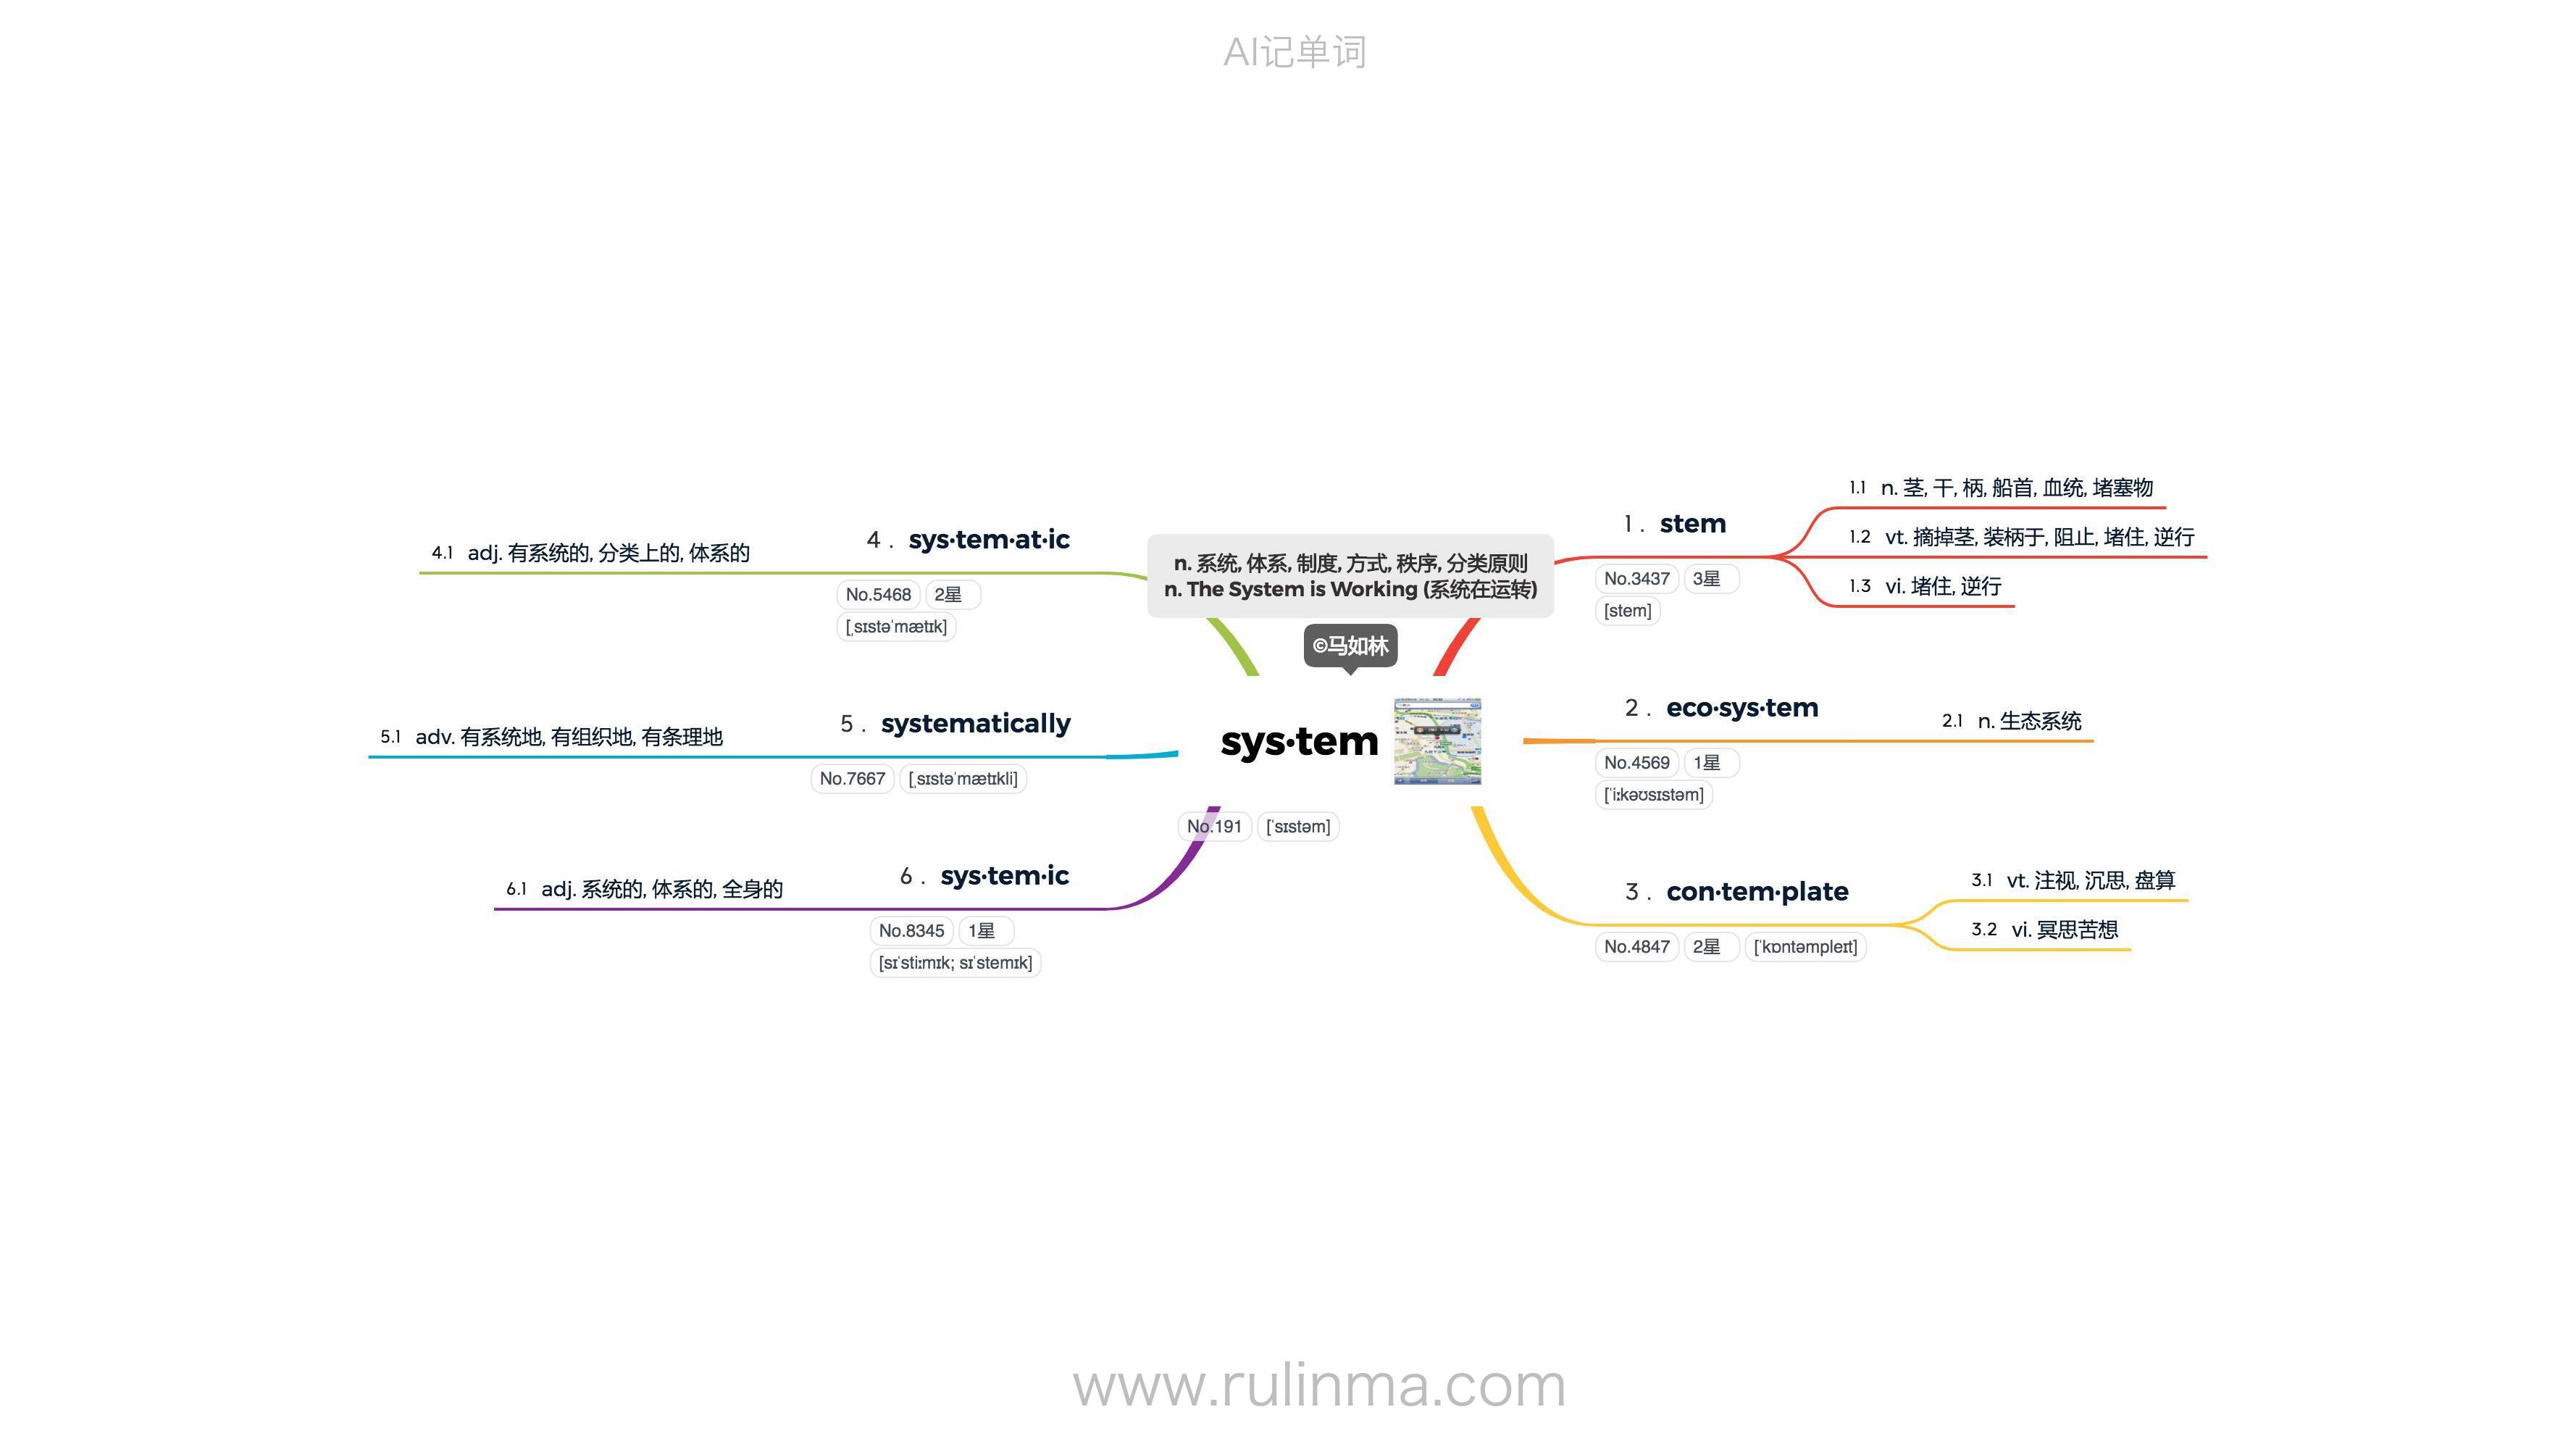 AI记单词
n. 系统, 体系, 制度, 方式, 秩序, 分类原则
n. The System is Working (系统在运转)
©马如林
sys·tem
No.191 [ˈsɪstəm]
1 . stem
No.3437 3星
[stem]
1.1 n. 茎, 干, 柄, 船首, 血统, 堵塞物
1.2 vt. 摘掉茎, 装柄于, 阻止, 堵住, 逆行
1.3 vi. 堵住, 逆行
2 . eco·sys·tem
No.4569 1星
[ˈiːkəʊsɪstəm]
2.1 n. 生态系统
3 . con·tem·plate
No.4847 2星 [ˈkɒntəmpleɪt]
3.1 vt. 注视, 沉思, 盘算
3.2 vi. 冥思苦想
4 . sys·tem·at·ic
No.5468 2星
[ˌsɪstəˈmætɪk]
4.1 adj. 有系统的, 分类上的, 体系的
5 . systematically
No.7667 [ˌsɪstəˈmætɪkli]
5.1 adv. 有系统地, 有组织地, 有条理地
6 . sys·tem·ic
No.8345 1星
[sɪˈstiːmɪk; sɪˈstemɪk]
6.1 adj. 系统的, 体系的, 全身的
www.rulinma.com